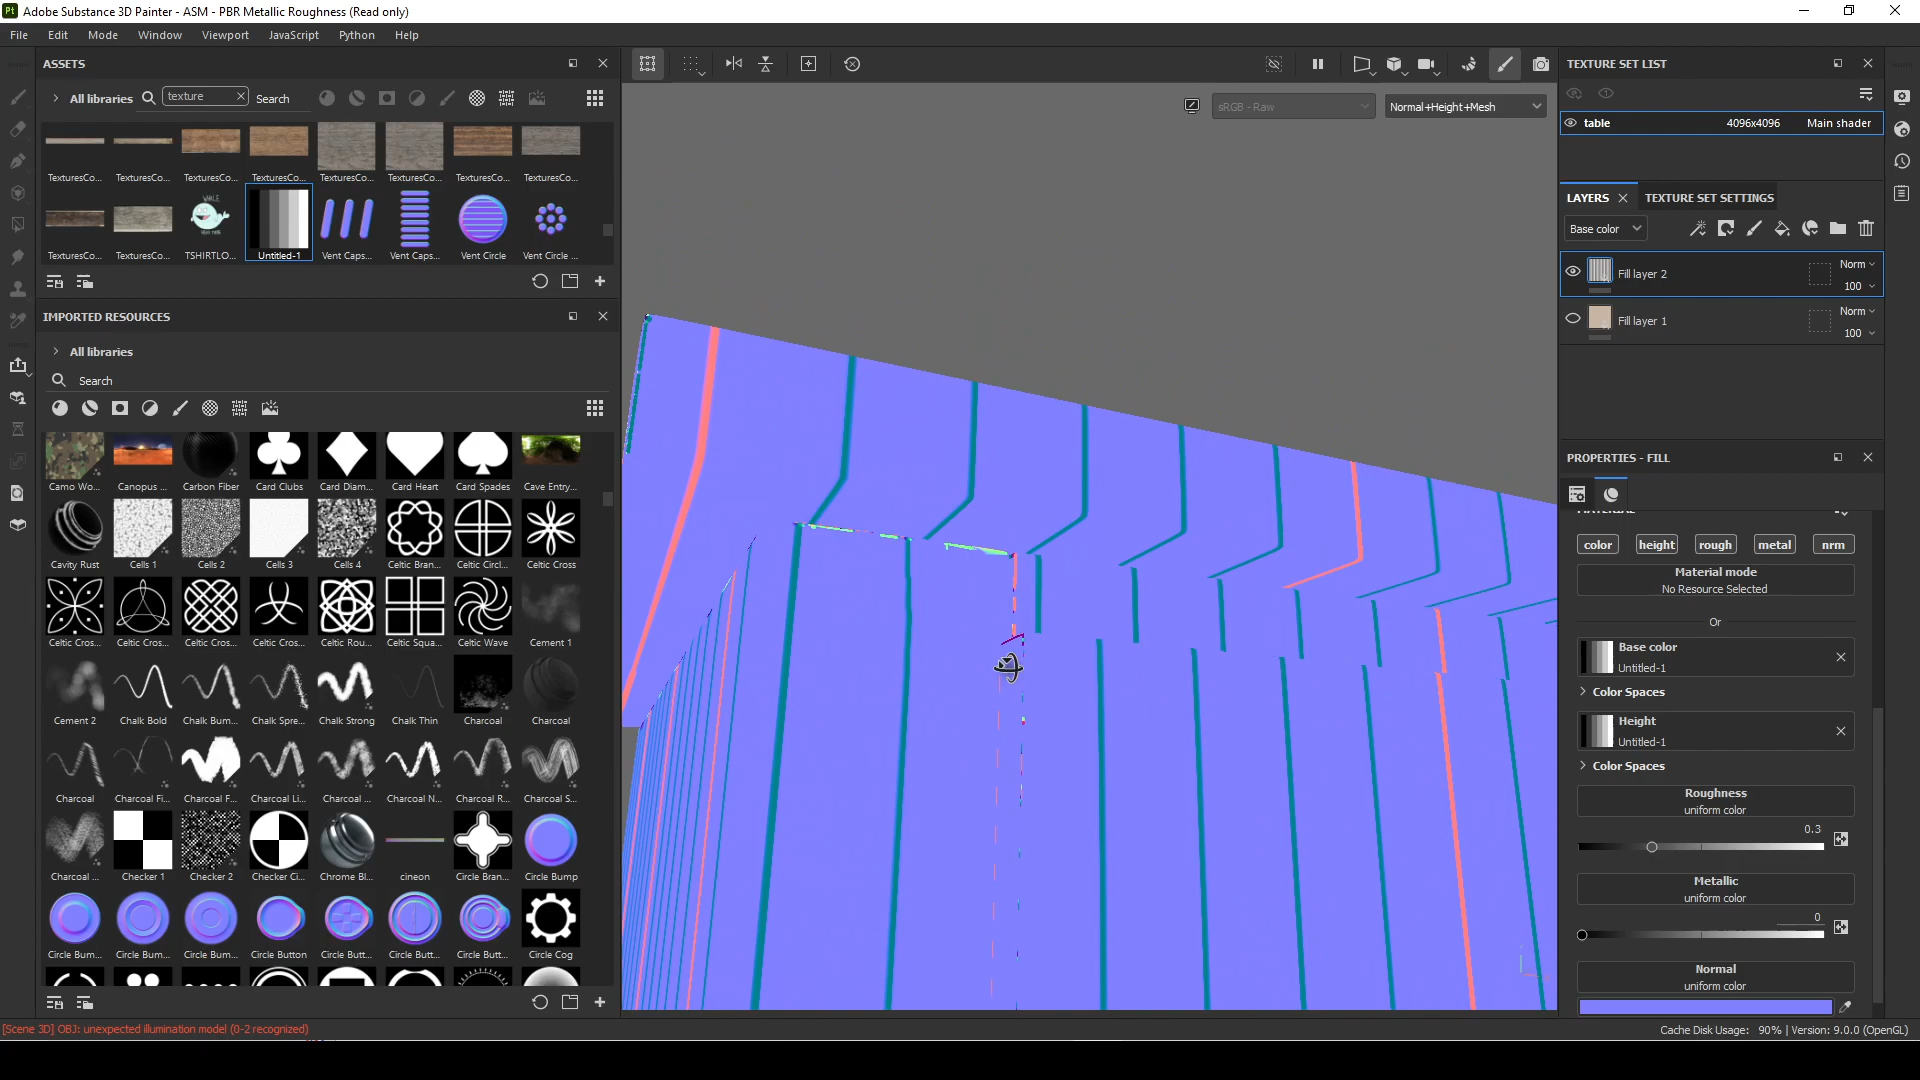 Pt Adobe Substance 3D Painter - ASM - PBR Metallic Roughness (Read only)
File Edit Mode Window Viewport JavaScript Python Help
ASSETS
All libraries texture Search
TexturesCo... TexturesCo... TexturesCo... TexturesCo... TexturesCo... TexturesCo... TexturesCo... TexturesCo...
WHALE
TexturesCo... TexturesCo... TSHIRTLO... Untitled-1 Vent Caps... Vent Caps... Vent Circle Vent Circle ...
IMPORTED RESOURCES
All libraries
Search
Camo Wo... Canopus ... Carbon Fiber Card Clubs Card Diam... Card Heart Card Spades Cave Entry...
Cavity Rust Cells 1 Cells 2 Cells 3 Cells 4 Celtic Bran... Celtic Circl... Celtic Cross
Celtic Cros... Celtic Cros... Celtic Cros... Celtic Cros... Celtic Rou... Celtic Squa... Celtic Wave Cement 1
Cement 2 Chalk Bold Chalk Bum... Chalk Spre... Chalk Strong Chalk Thin Charcoal Charcoal
Charcoal Charcoal Fi... Charcoal F... Charcoal Li... Charcoal ... Charcoal N... Charcoal R... Charcoal S...
Charcoal ... Checker 1 Checker 2 Checker Ci... Chrome Bl... cineon Circle Bran... Circle Bump
Circle Bum... Circle Bum... Circle Bum... Circle Button Circle Butt... Circle Butt... Circle Butt... Circle Cog
sRGB - Raw
Normal+Height+Mesh
TEXTURE SET LIST
table 4096x4096 Main shader
LAYERS TEXTURE SET SETTINGS
Base color
Fill layer 2 Norm
100
Fill layer 1 Norm
100
PROPERTIES - FILL
MATERIAL
color height rough metal nrm
Material mode
No Resource Selected
Or
Base color
Untitled-1
Color Spaces
Height
Untitled-1
Color Spaces
Roughness
uniform color
0.3
Metallic
uniform color
0
Normal
uniform color
[Scene 3D] OBJ: unexpected illumination model (0-2 recognized)
Cache Disk Usage: 90% | Version: 9.0.0 (OpenGL)